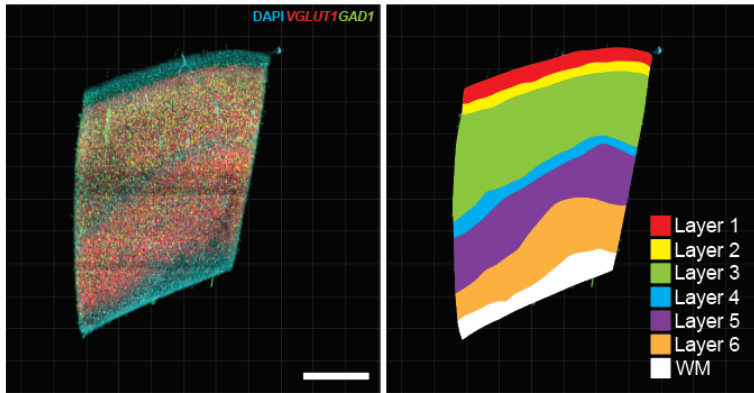 DAPI VGLUT1 GAD1
Layer 1
Layer 2
Layer 3
Layer 4
Layer 5
Layer 6
WM